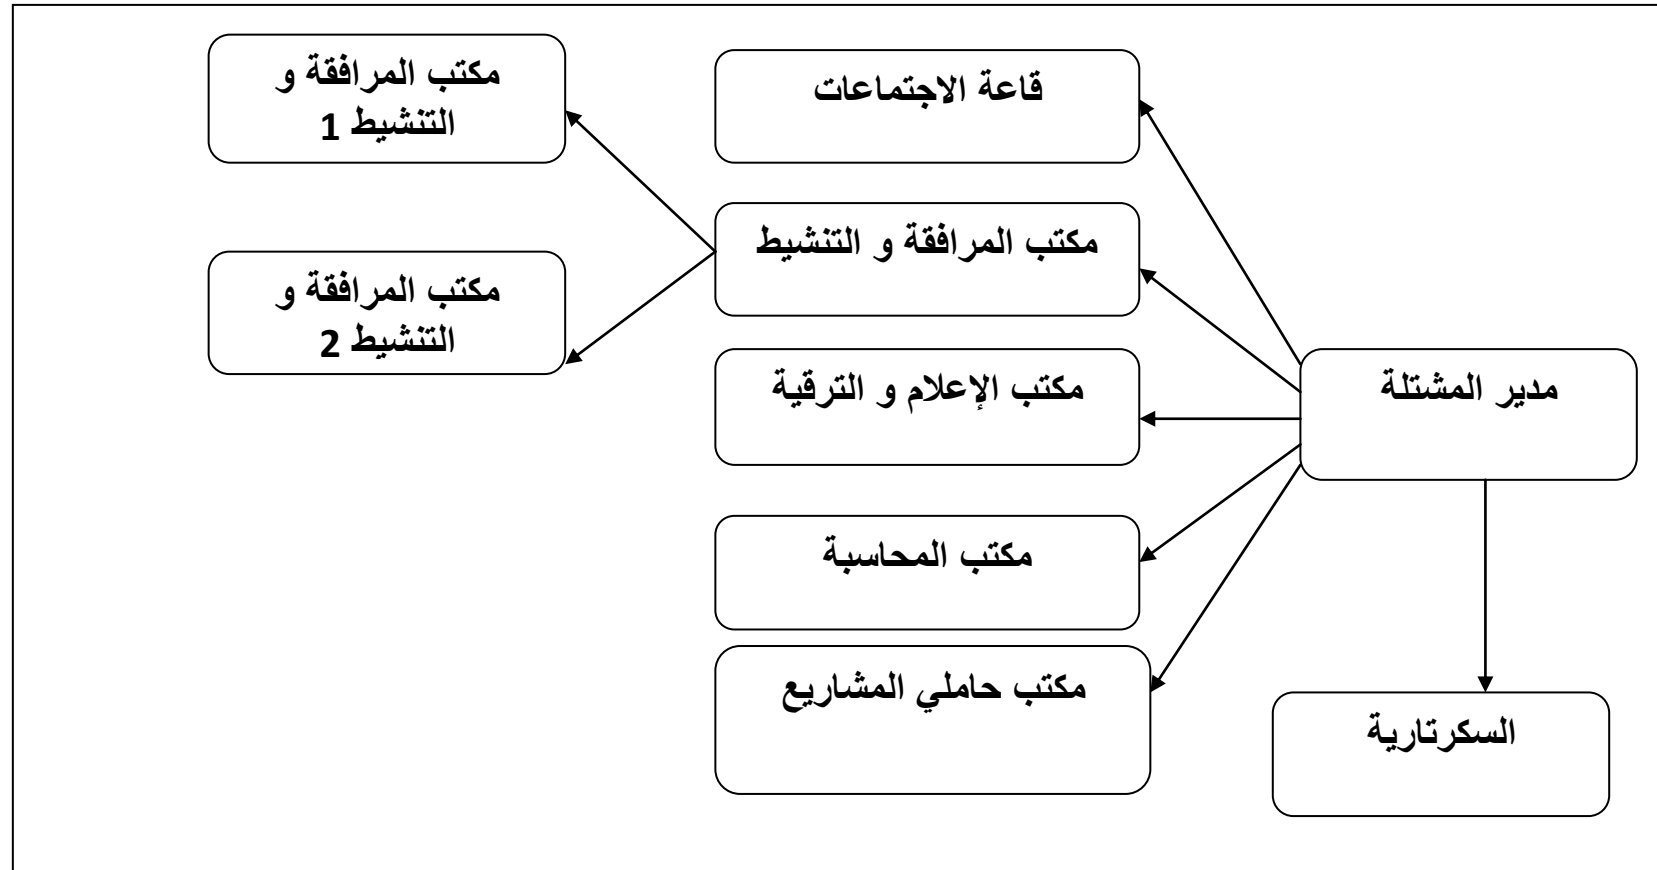 مدير المشتلة
السكرتارية
قاعة الاجتماعات
مكتب المرافقة و التنشيط
مكتب الإعلام و الترقية
مكتب المحاسبة
مكتب حاملي المشاريع
مكتب المرافقة و
التنشيط 1
مكتب المرافقة و
التنشيط 2